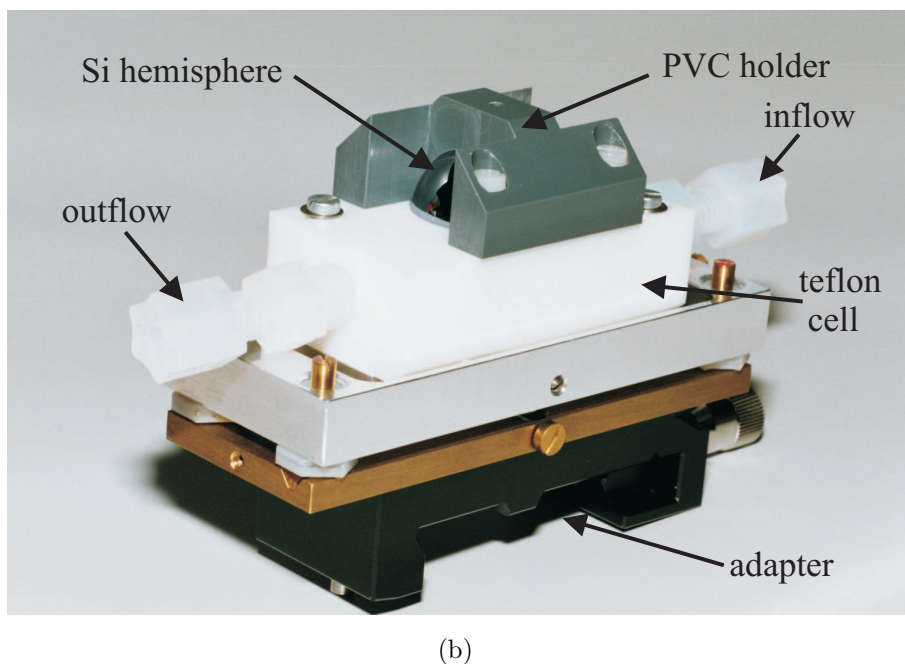 Si hemisphere
PVC holder
inflow
outflow
teflon
cell
adapter
(b)